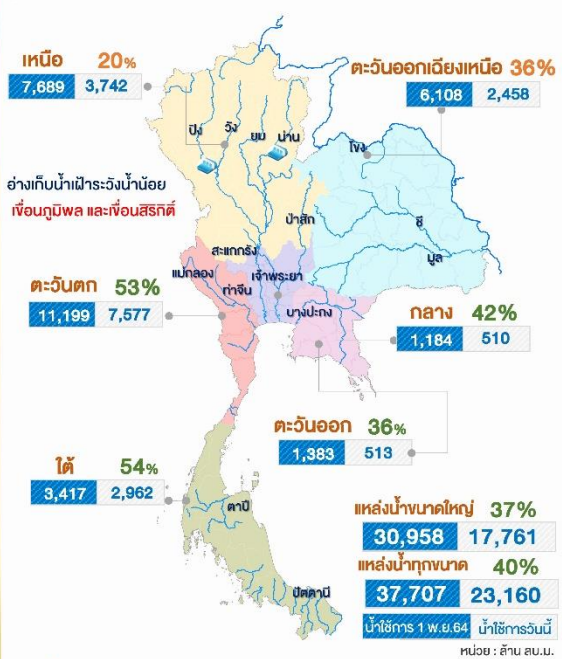 เหนือ 20%
7,689 3,742
ตะวันออกเฉียงเหนือ 36%
6,108 2,458
ปิง วัง ยม น่าน
โขง
อ่างเก็บน้ำเฝ้าระวังน้ำน้อย
เขื่อนภูมิพล และเขื่อนสิริกิติ์
ป่าสัก
ชี
มูล
สะแกกรัง
แม่กลอง
เจ้าพระยา
ท่าจีน
บางปะกง
ตะวันตก 53%
11,199 7,577
กลาง 42%
1,184 510
ตะวันออก 36%
1,383 513
ใต้ 54%
3,417 2,962
ตาปี
ปัตตานี
แหล่งน้ำขนาดใหญ่ 37%
30,958 17,761
แหล่งน้ำทุกขนาด 40%
37,707 23,160
น้ำใช้การ 1 พ.ย.64 น้ำใช้การวันนี้
หน่วย : ล้าน ลบ.ม.